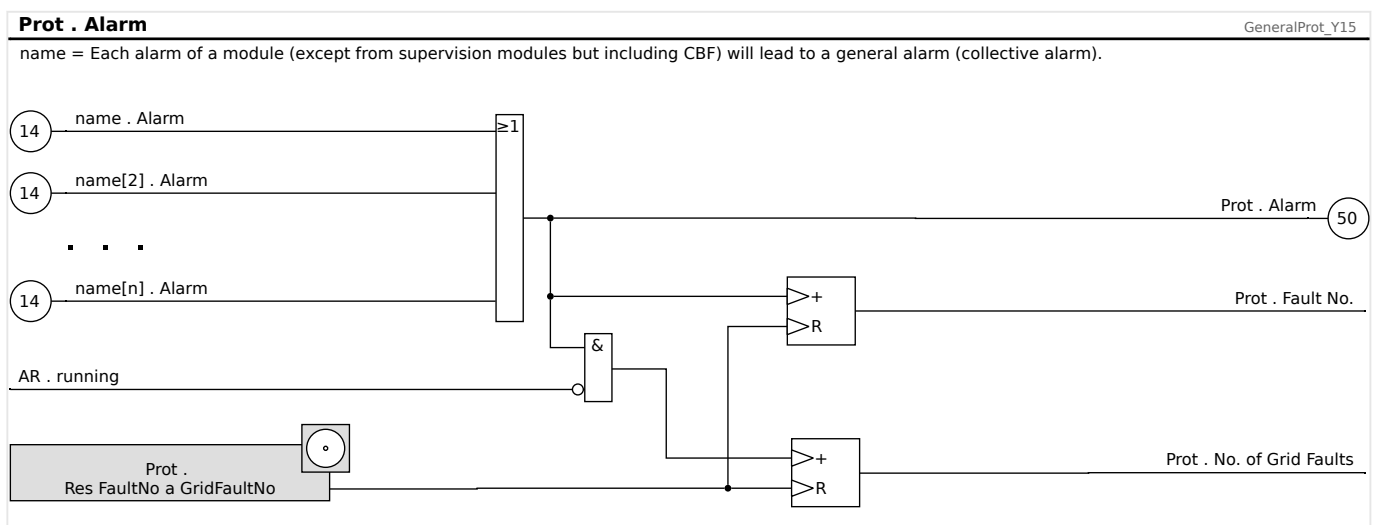 Prot . Alarm
GeneralProt_Y15
name = Each alarm of a module (except from supervision modules but including CBF) will lead to a general alarm (collective alarm).
14
name . Alarm
≥1
14
name[2] . Alarm
Prot . Alarm
50
. . .
14
name[n] . Alarm
+
R
Prot . Fault No.
&
AR . running
+
R
Prot . No. of Grid Faults
Prot .
Res FaultNo a GridFaultNo